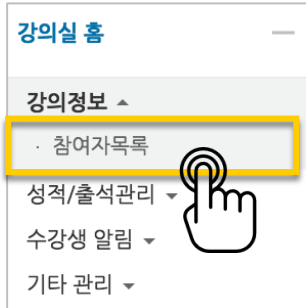 강의실 홈
강의정보
· 참여자목록
성적/출석관리
수강생 알림
기타 관리